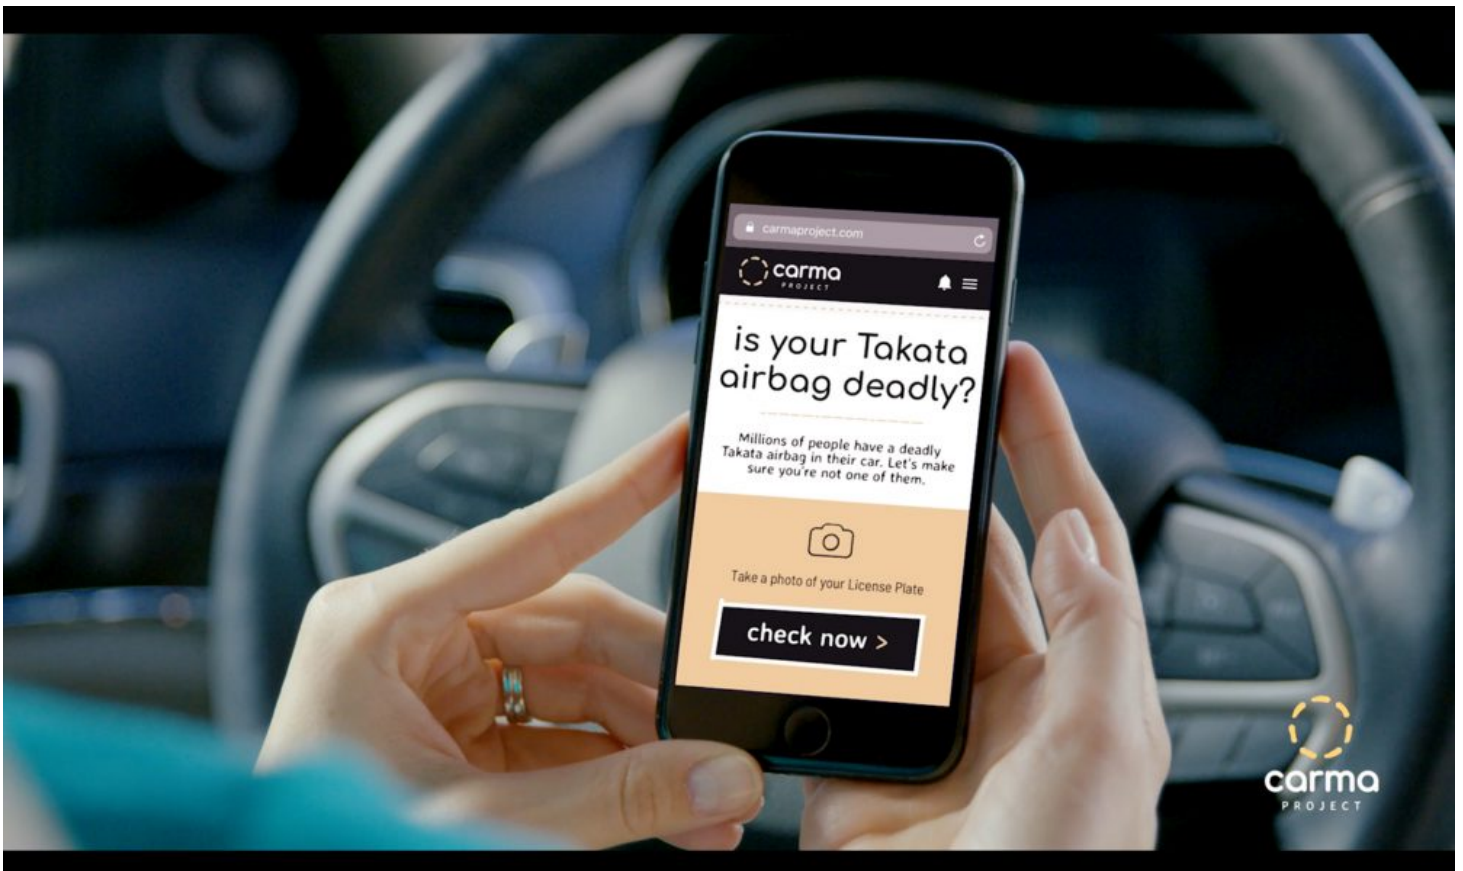 carmaproject.com
carma
PROJECT
is your Takata
airbag deadly?
Millions of people have a deadly
Takata airbag in their car. Let's make
sure you're not one of them.
Take a photo of your License Plate
check now >
carma
PROJECT